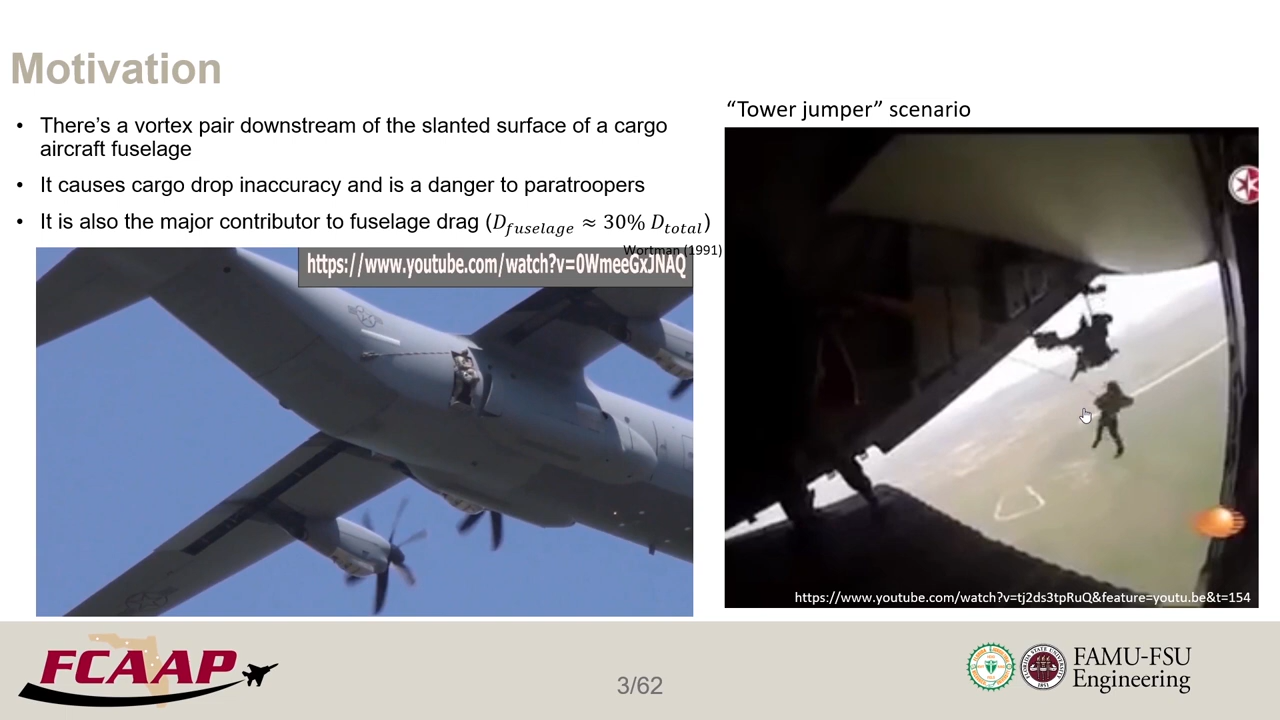 Motivation
• There's a vortex pair downstream of the slanted surface of a cargo
aircraft fuselage
• It causes cargo drop inaccuracy and is a danger to paratroopers
• It is also the major contributor to fuselage drag (D_fuselage ≈ 30% D_total)
Wortman (1991)
https://www.youtube.com/watch?v=0WmeeGxJNAQ
“Tower jumper” scenario
https://www.youtube.com/watch?v=tj2ds3tpRuQ&feature=youtu.be&t=154
FCAAP
3/62
FAMU-FSU
Engineering